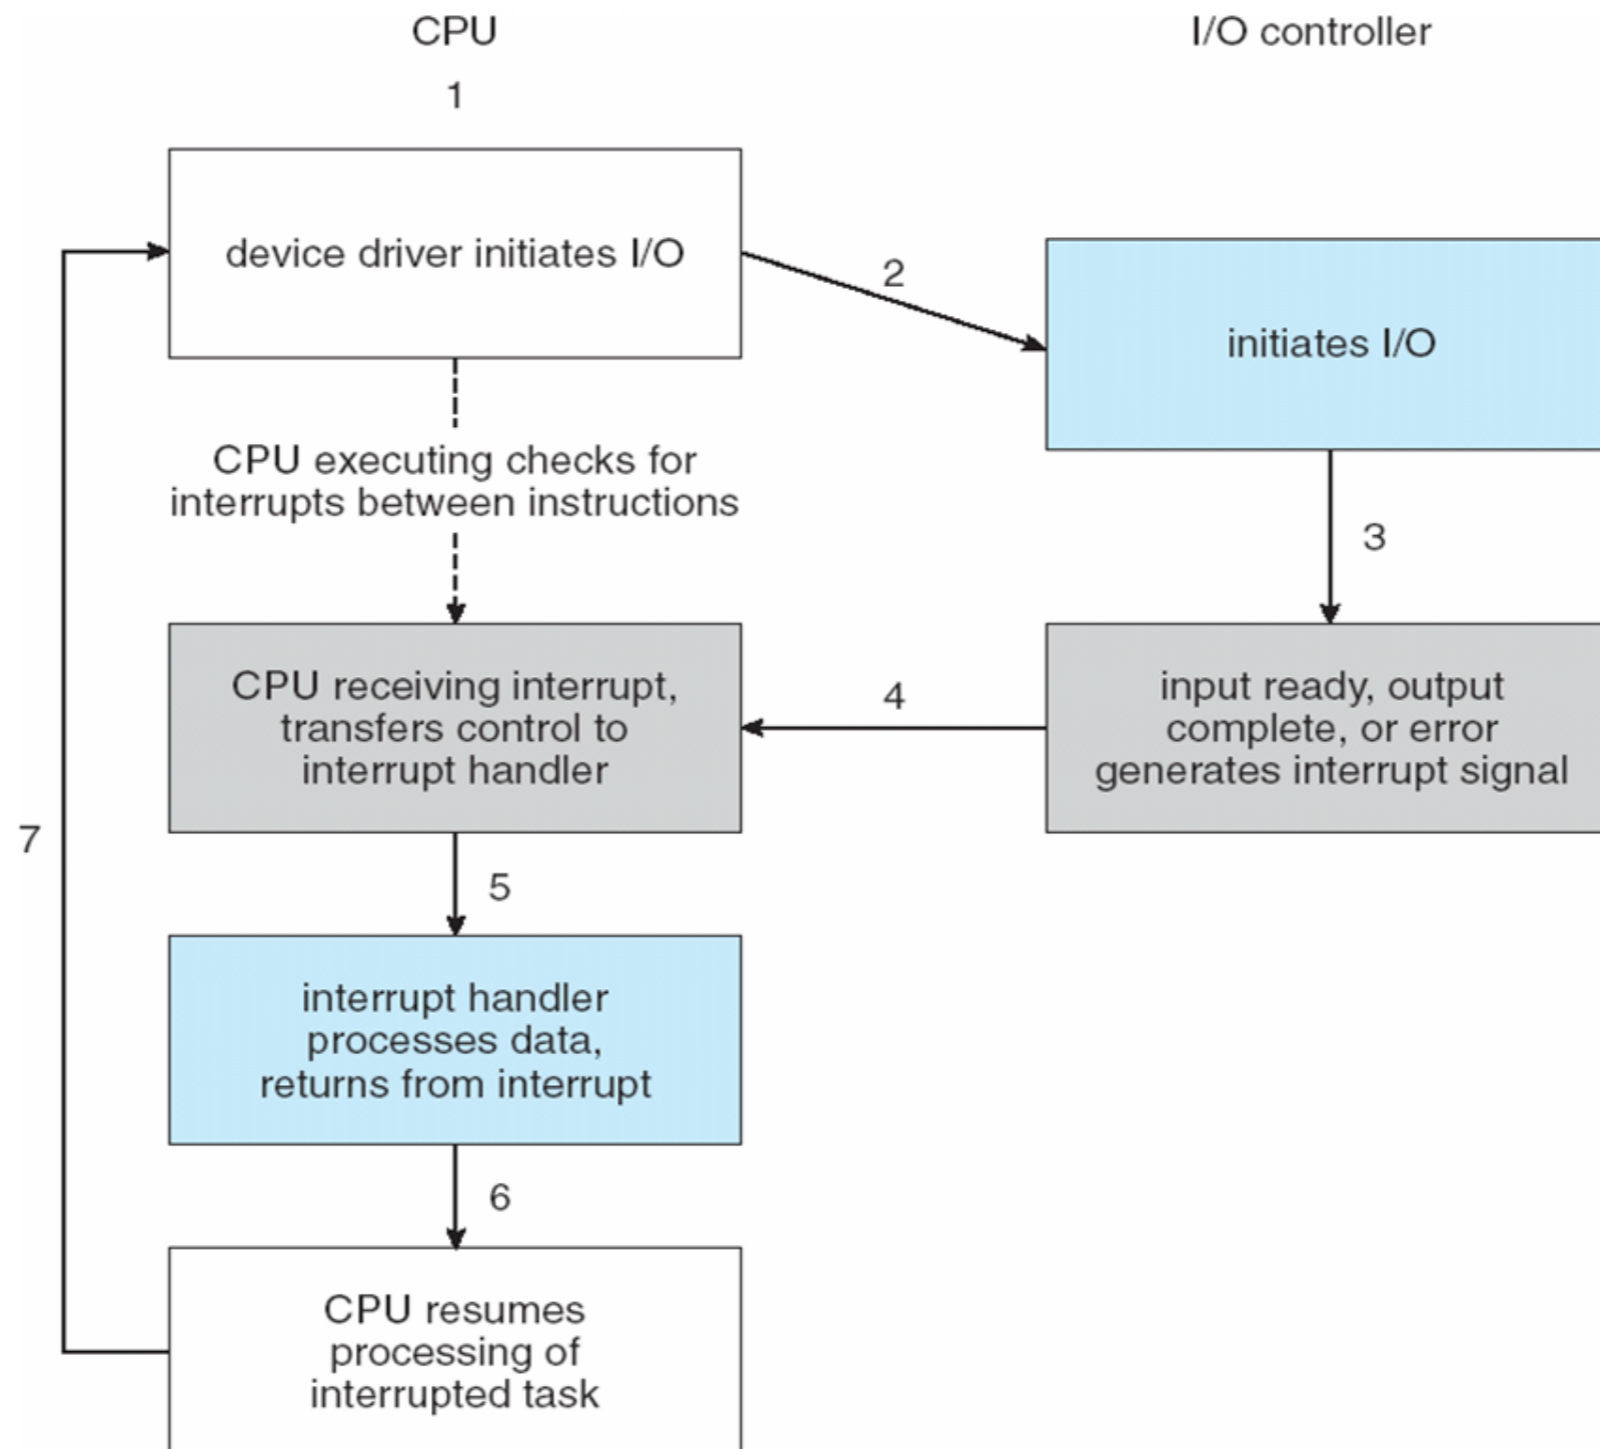 CPU
I/O controller
1
device driver initiates I/O
2
initiates I/O
CPU executing checks for
interrupts between instructions
3
CPU receiving interrupt,
transfers control to
interrupt handler
4
input ready, output
complete, or error
generates interrupt signal
7
5
interrupt handler
processes data,
returns from interrupt
6
CPU resumes
processing of
interrupted task